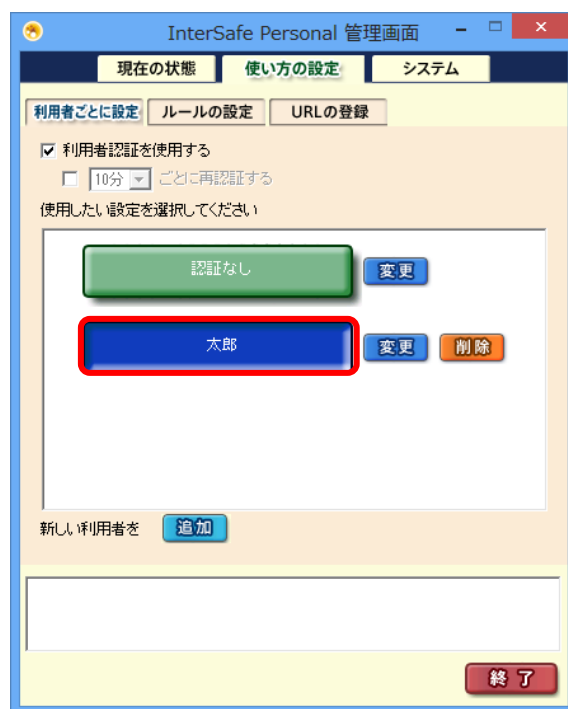 InterSafe Personal 管理画面
現在の状態 使い方の設定 システム
利用者ごとに設定 ルールの設定 URLの登録
利用者認証を使用する
10分 ごとに再認証する
使用したい設定を選択してください
認証なし 変更
太郎 変更 削除
新しい利用者を 追加
終了